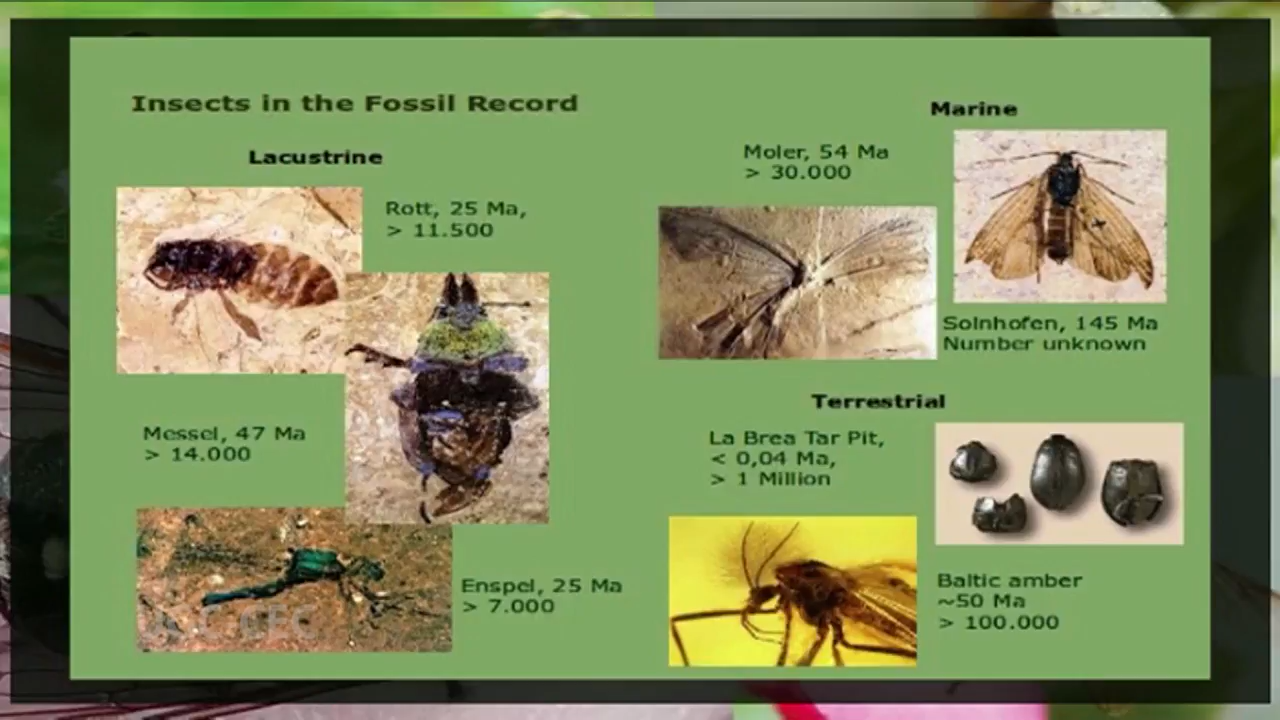 Insects in the Fossil Record
Lacustrine
Rott, 25 Ma,
> 11.500
Messel, 47 Ma
> 14.000
Enspel, 25 Ma
> 7.000
Marine
Moler, 54 Ma
> 30.000
Solnhofen, 145 Ma
Number unknown
Terrestrial
La Brea Tar Pit,
< 0,04 Ma,
> 1 Million
Baltic amber
~50 Ma
> 100.000